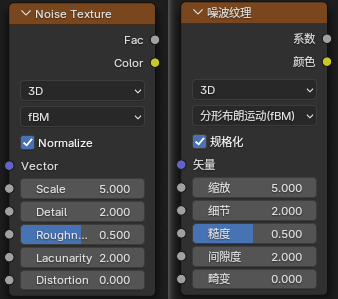 Noise Texture
Fac
Color
3D
fBM
Normalize
Vector
Scale 5.000
Detail 2.000
Roughn... 0.500
Lacunarity 2.000
Distortion 0.000
噪波纹理
系数
颜色
3D
分形布朗运动(fBM)
规格化
矢量
缩放 5.000
细节 2.000
糙度 0.500
间隙度 2.000
畸变 0.000